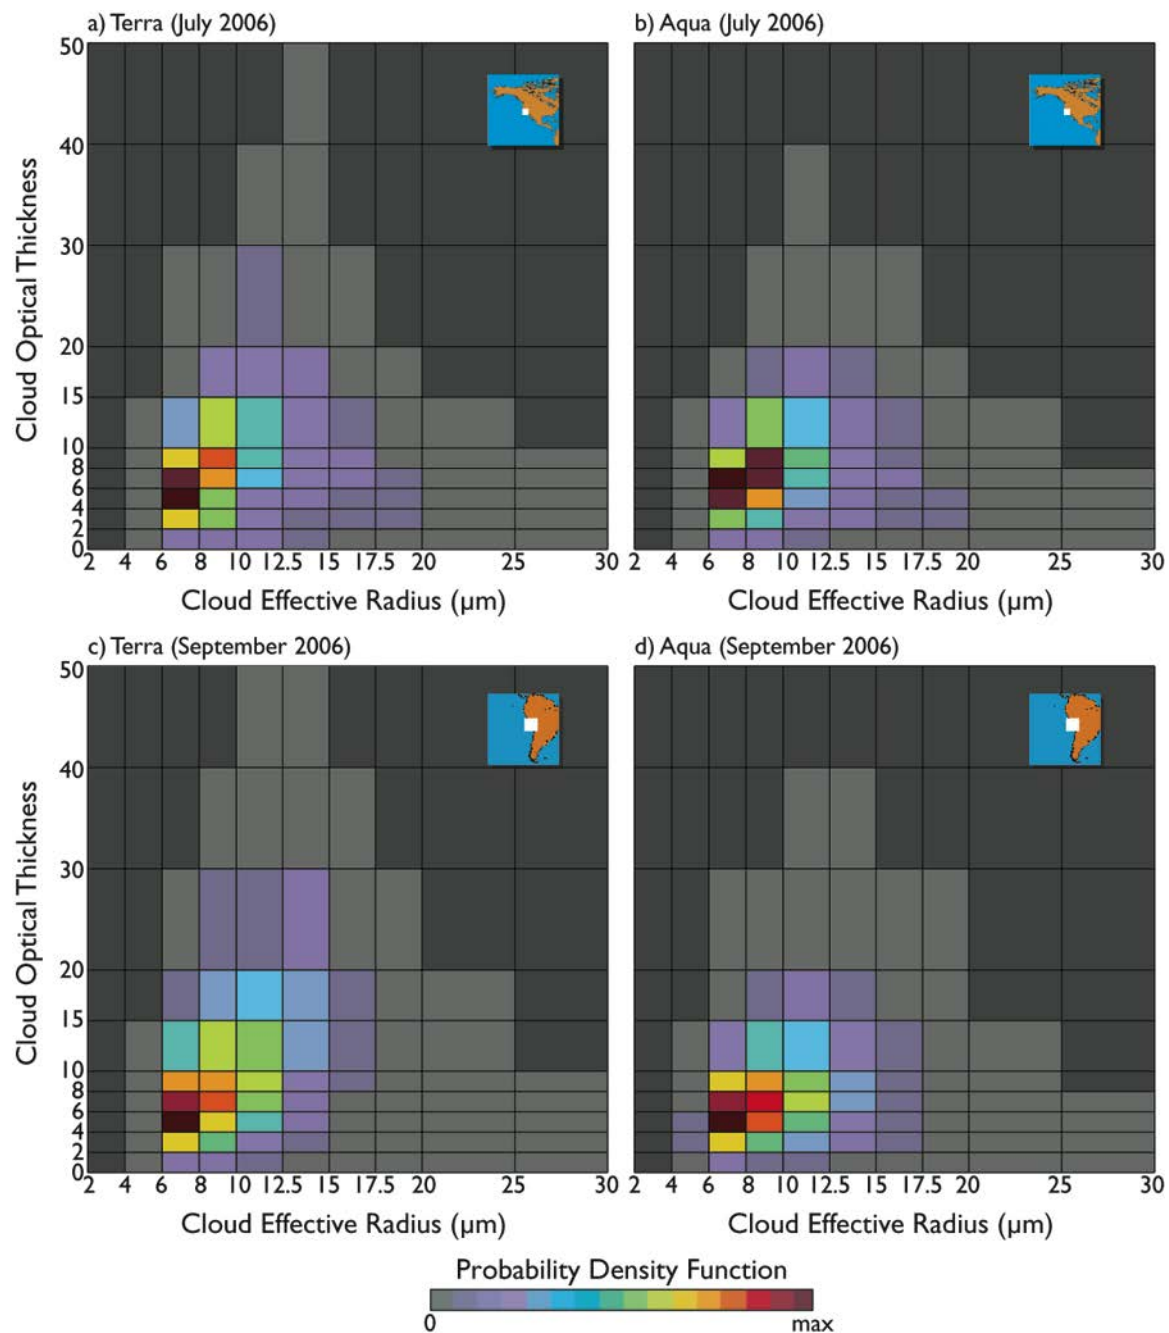 a) Terra (July 2006)
b) Aqua (July 2006)
Cloud Optical Thickness
50
40
30
20
15
10
8
6
4
2
0
2 4 6 8 10 12.5 15 17.5 20 25 30
2 4 6 8 10 12.5 15 17.5 20 25 30
Cloud Effective Radius (µm)
Cloud Effective Radius (µm)
c) Terra (September 2006)
d) Aqua (September 2006)
Cloud Optical Thickness
50
40
30
20
15
10
8
6
4
2
0
2 4 6 8 10 12.5 15 17.5 20 25 30
2 4 6 8 10 12.5 15 17.5 20 25 30
Cloud Effective Radius (µm)
Cloud Effective Radius (µm)
Probability Density Function
0 max